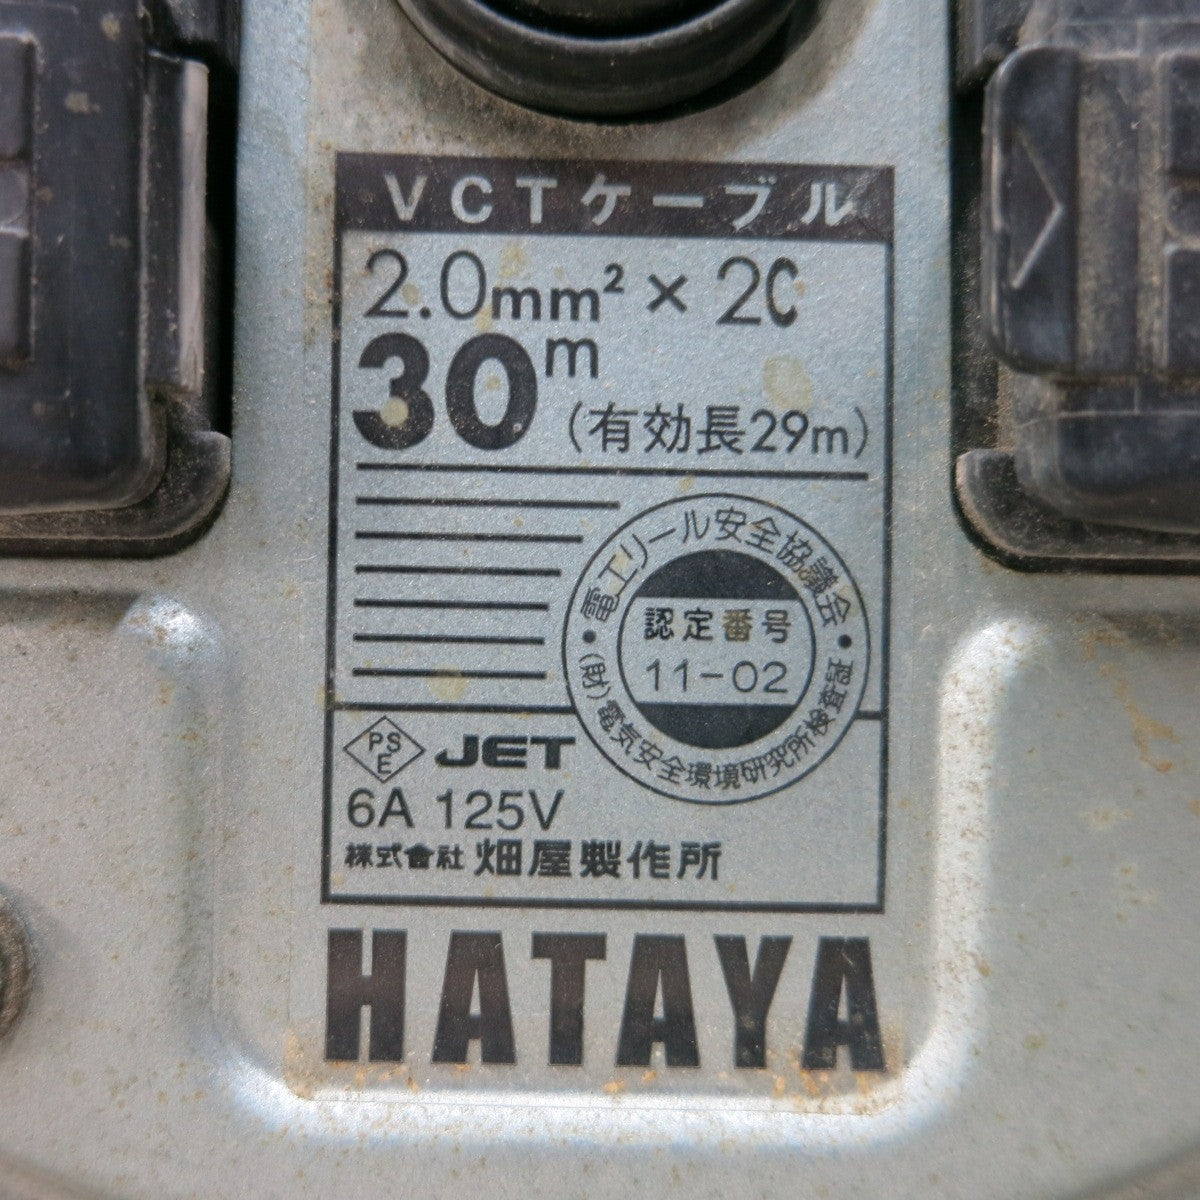 VCTケーブル
2.0mm² × 2C
30m
(有効長29m)
電工リール安全協議会
認定番号
11-02
(財)電気安全環境研究所検査認
PSE JET
6A 125V
株式會社 畑屋製作所
HATAYA